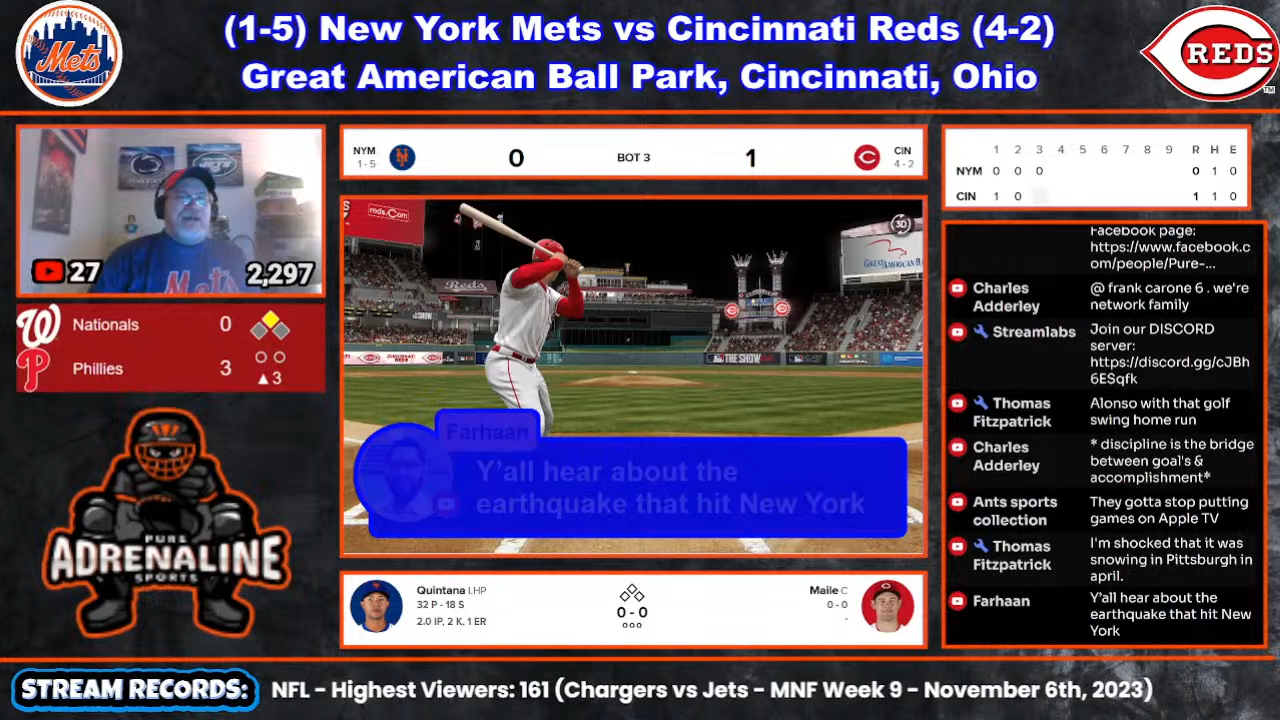 (1-5) New York Mets vs Cincinnati Reds (4-2)
Great American Ball Park, Cincinnati, Ohio
Mets
REDS
27
2,297
Mets
Nationals 0
Phillies 3
3
PURE
ADRENALINE
SPORTS
NYM
1 - 5
0
BOT 3
1
CIN
4 - 2
reds.com
3D
Reds
THE SHOW
Farhaan
Y'all hear about the
earthquake that hit New York
Quintana LHP
32 P - 18 S
2.0 IP, 2 K, 1 ER
0 - 0
Maile C
0 - 0
-
1 2 3 4 5 6 7 8 9 R H E
NYM 0 0 0 0 1 0
CIN 1 0 1 1 0
Facebook page:
https://www.facebook.c
om/people/Pure-...
Charles
Adderley
@ frank carone 6 . we're
network family
Streamlabs
Join our DISCORD
server:
https://discord.gg/cJBh
6ESqfk
Thomas
Fitzpatrick
Alonso with that golf
swing home run
Charles
Adderley
* discipline is the bridge
between goal's &
accomplishment*
Ants sports
collection
They gotta stop putting
games on Apple TV
Thomas
Fitzpatrick
I'm shocked that it was
snowing in Pittsburgh in
april.
Farhaan
Y'all hear about the
earthquake that hit New
York
STREAM RECORDS:
NFL - Highest Viewers: 161 (Chargers vs Jets - MNF Week 9 - November 6th, 2023)